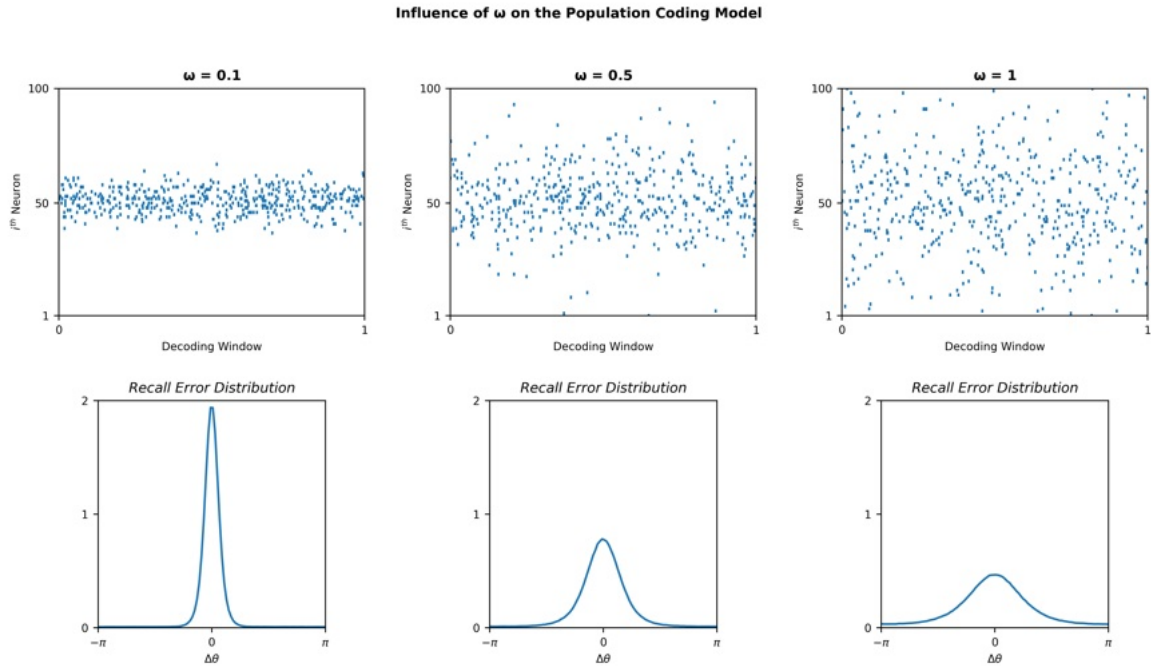 Influence of ω on the Population Coding Model
ω = 0.1
100
50
1
iᵗʰ Neuron
0
1
Decoding Window
ω = 0.5
100
50
1
iᵗʰ Neuron
0
1
Decoding Window
ω = 1
100
50
1
iᵗʰ Neuron
0
1
Decoding Window
Recall Error Distribution
2
1
0
−π
0
π
Δθ
Recall Error Distribution
2
1
0
−π
0
π
Δθ
Recall Error Distribution
2
1
0
−π
0
π
Δθ